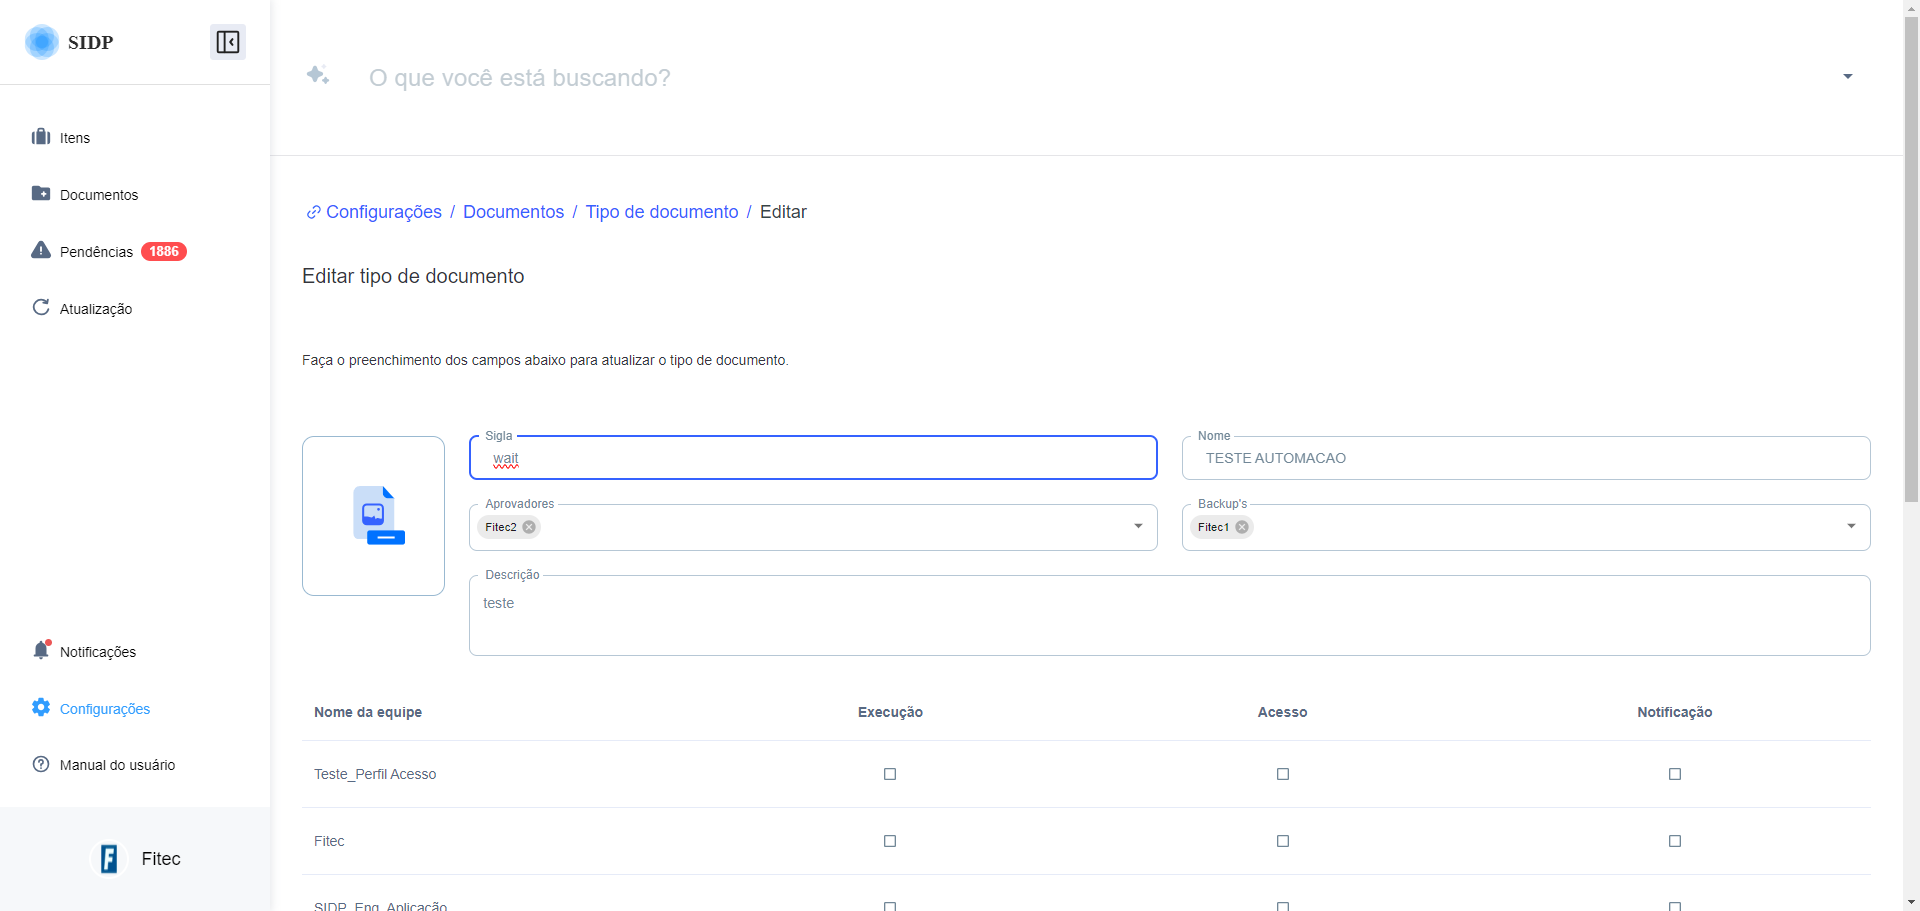 SIDP
O que você está buscando?
Itens
Documentos
Pendências 1886
Atualização
Configurações / Documentos / Tipo de documento / Editar
Editar tipo de documento
Faça o preenchimento dos campos abaixo para atualizar o tipo de documento.
Sigla
wait
Nome
TESTE AUTOMACAO
Aprovadores
Fitec2
Backup's
Fitec1
Descrição
teste
Nome da equipe Execução Acesso Notificação
Teste_Perfil Acesso
Fitec
SIDP_Eng_Aplicação
Notificações
Configurações
Manual do usuário
F Fitec